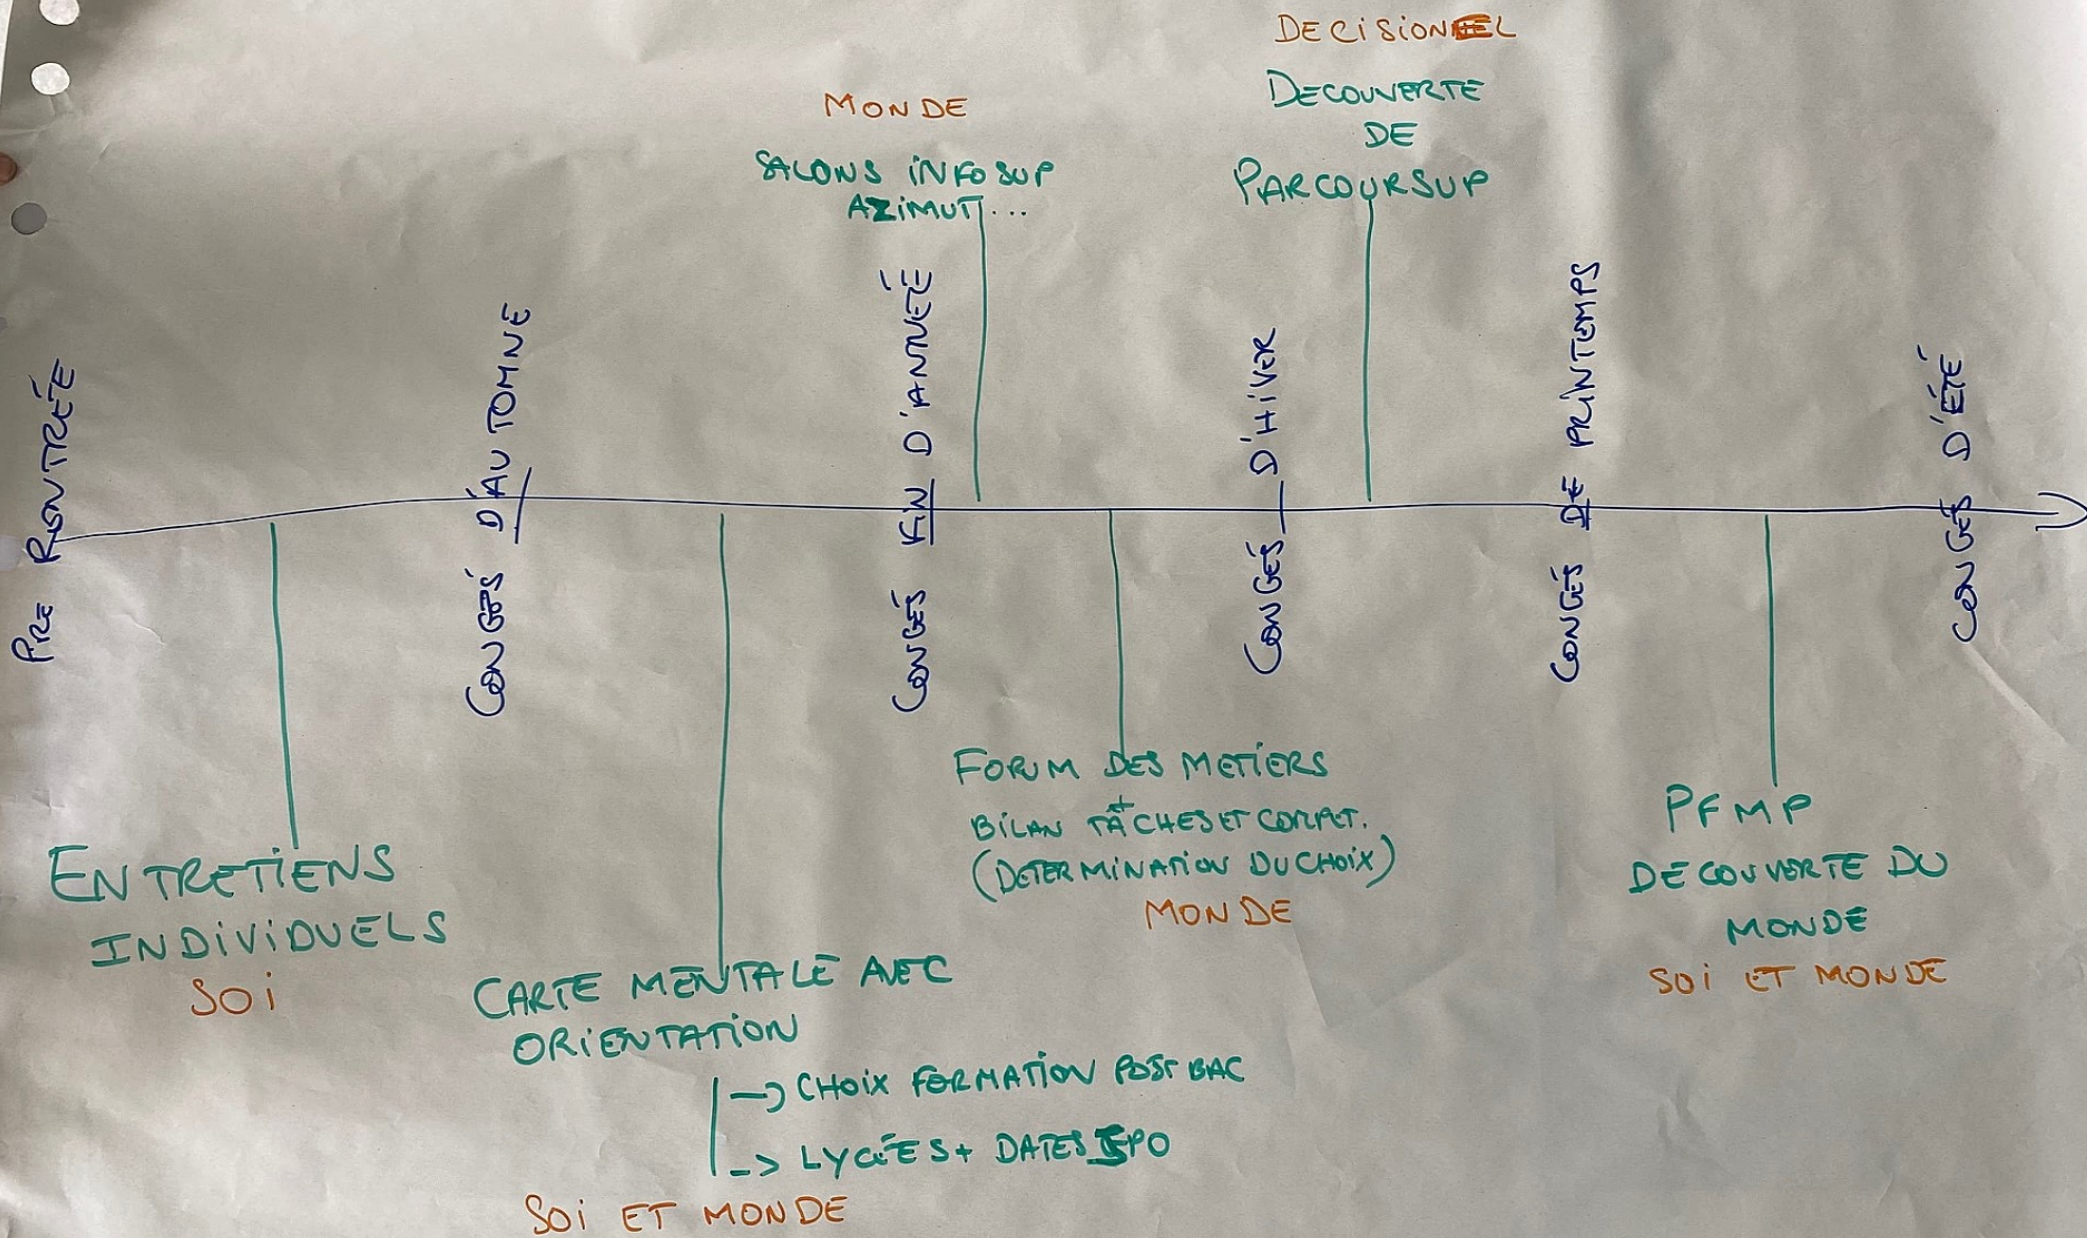 DECISIONNEL
DECOUVERTE
DE
PARCOURSUP
MONDE
SALONS INFOSUP
AZIMUT...
PRE RENTRÉE
CONGÉS D'AUTOMNE
CONGÉS FIN D'ANNÉE
CONGÉS D'HIVER
CONGÉS DE PRINTEMPS
CONGÉS D'ÉTÉ
ENTRETIENS
INDIVIDUELS
SOI
CARTE MENTALE AVEC
ORIENTATION
-> CHOIX FORMATION POST BAC
-> LYCÉES + DATES JPO
SOI ET MONDE
FORUM DES METIERS
+
BILAN TÂCHES ET COMPET.
(DETERMINATION DU CHOIX)
MONDE
PFMP
DECOUVERTE DU
MONDE
SOI ET MONDE